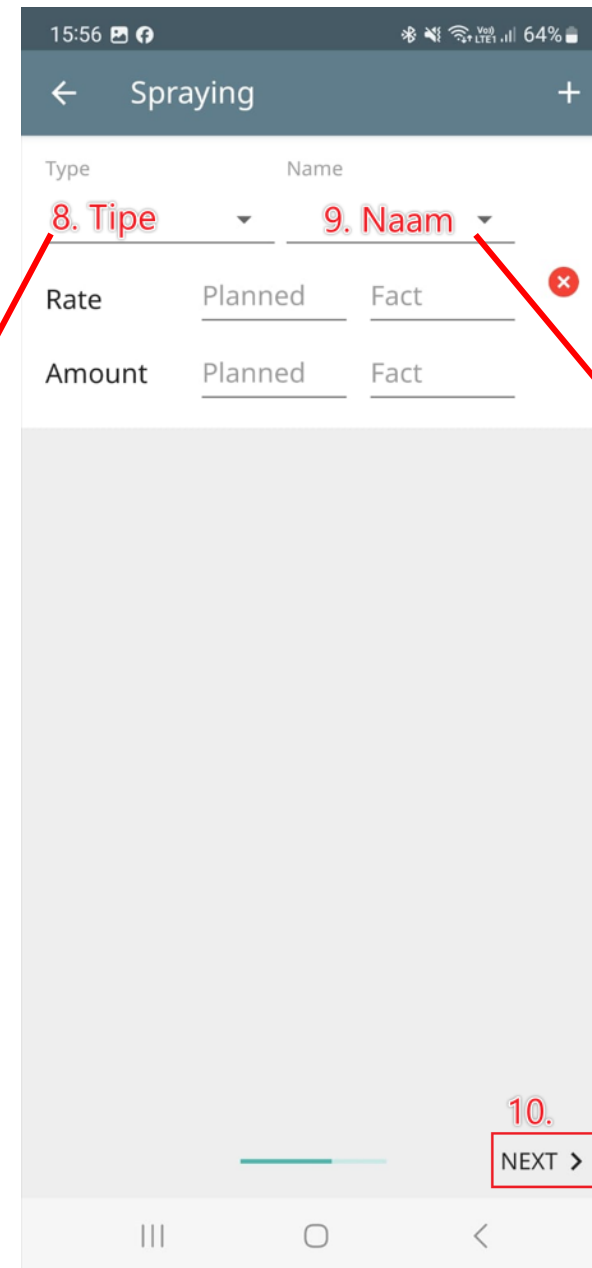 15:56 64%
Spraying
Type Name
8. Tipe 9. Naam
Rate Planned Fact
Amount Planned Fact
10.
NEXT